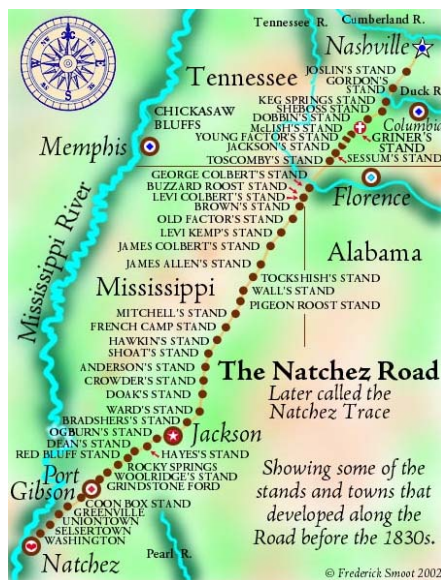 Tennessee R.
Cumberland R.
Nashville
JOSLIN'S STAND
GORDON'S
STAND
Tennessee
KEG SPRINGS STAND
Duck R.
SHEBOSS STAND
DOBBIN'S STAND
Columbia
CHICKASAW
BLUFFS
McLISH'S STAND
YOUNG FACTOR'S STAND
GRINER'S
STAND
JACKSON'S STAND
Memphis
TOSCOMBY'S STAND
SESSUM'S STAND
GEORGE COLBERT'S STAND
BUZZARD ROOST STAND
LEVI COLBERT'S STAND
Florence
BROWN'S STAND
OLD FACTOR'S STAND
LEVI KEMP'S STAND
JAMES COLBERT'S STAND
Alabama
JAMES ALLEN'S STAND
Mississippi River
TOCKSHISH'S STAND
Mississippi
WALL'S STAND
PIGEON ROOST STAND
MITCHELL'S STAND
FRENCH CAMP STAND
HAWKIN'S STAND
SHOAT'S STAND
ANDERSON'S STAND
CROWDER'S STAND
DOAK'S STAND
WARD'S STAND
The Natchez Road
Later called the
Natchez Trace
BRADSHERS'S STAND
OGBURN'S STAND
Jackson
DEAN'S STAND
RED BLUFF STAND
HAYES'S STAND
ROCKY SPRINGS
WOOLRIDGE'S STAND
GRINDSTONE FORD
Port
Gibson
COON BOX STAND
GREENVILLE
UNIONTOWN
SELSERTOWN
WASHINGTON
Natchez
Pearl R.
Showing some of the
stands and towns that
developed along the
Road before the 1830s.
© Frederick Smoot 2002